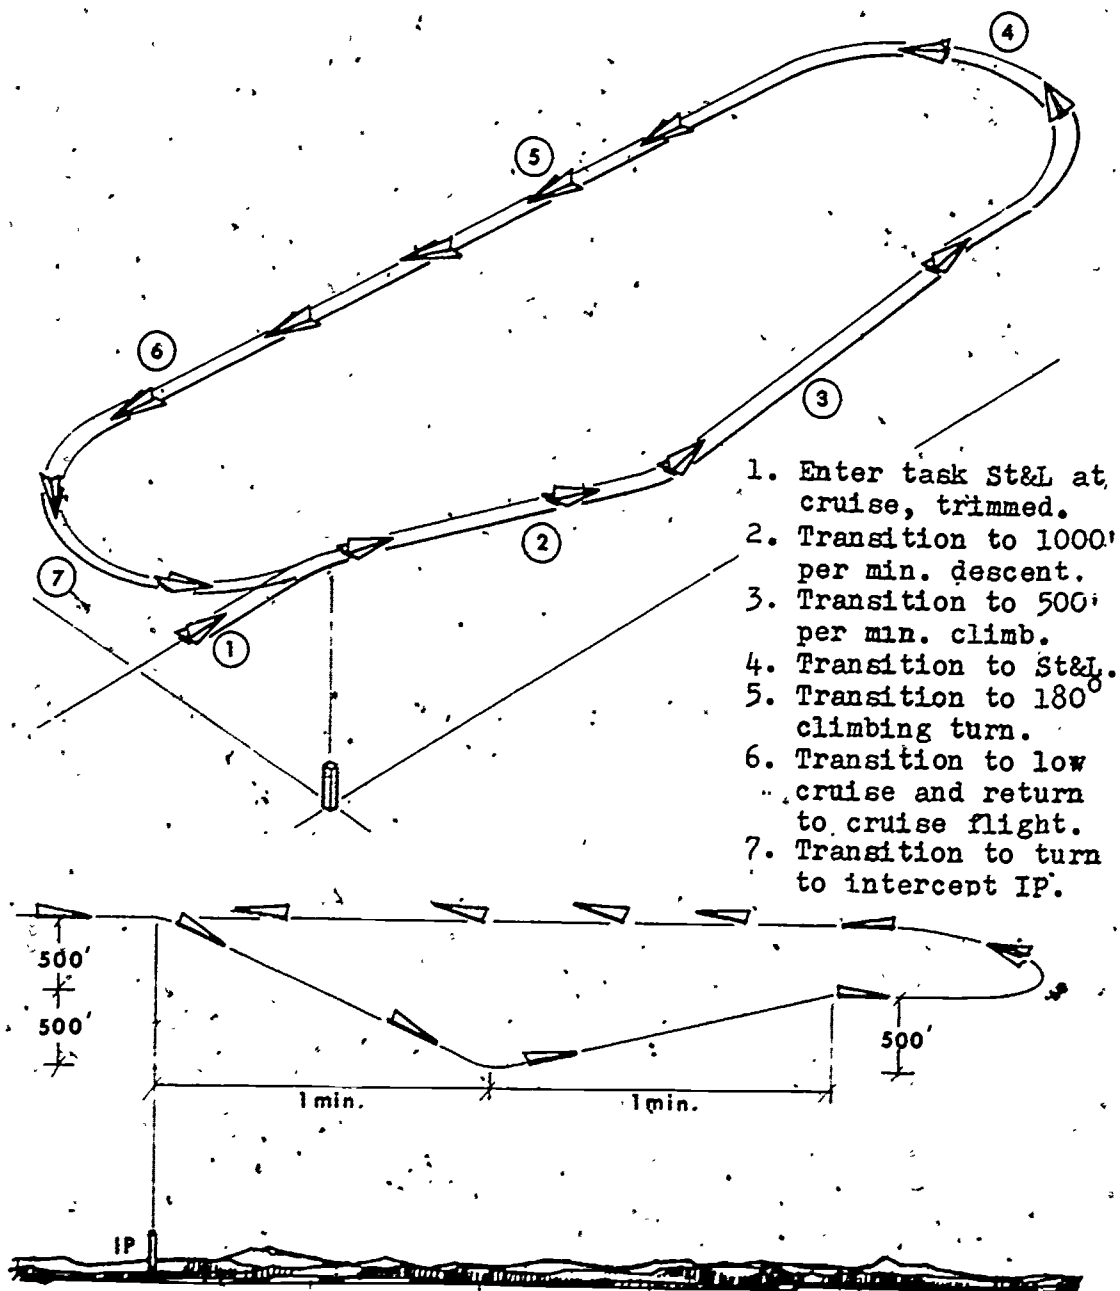 4
5
6
3
2
7
1
1. Enter task St&L at
cruise, trimmed.
2. Transition to 1000'
per min. descent.
3. Transition to 500'
per min. climb.
4. Transition to St&L.
5. Transition to 180°
climbing turn.
6. Transition to low
cruise and return
to cruise flight.
7. Transition to turn
to intercept IP.
500'
500'
500'
1 min.
1 min.
IP